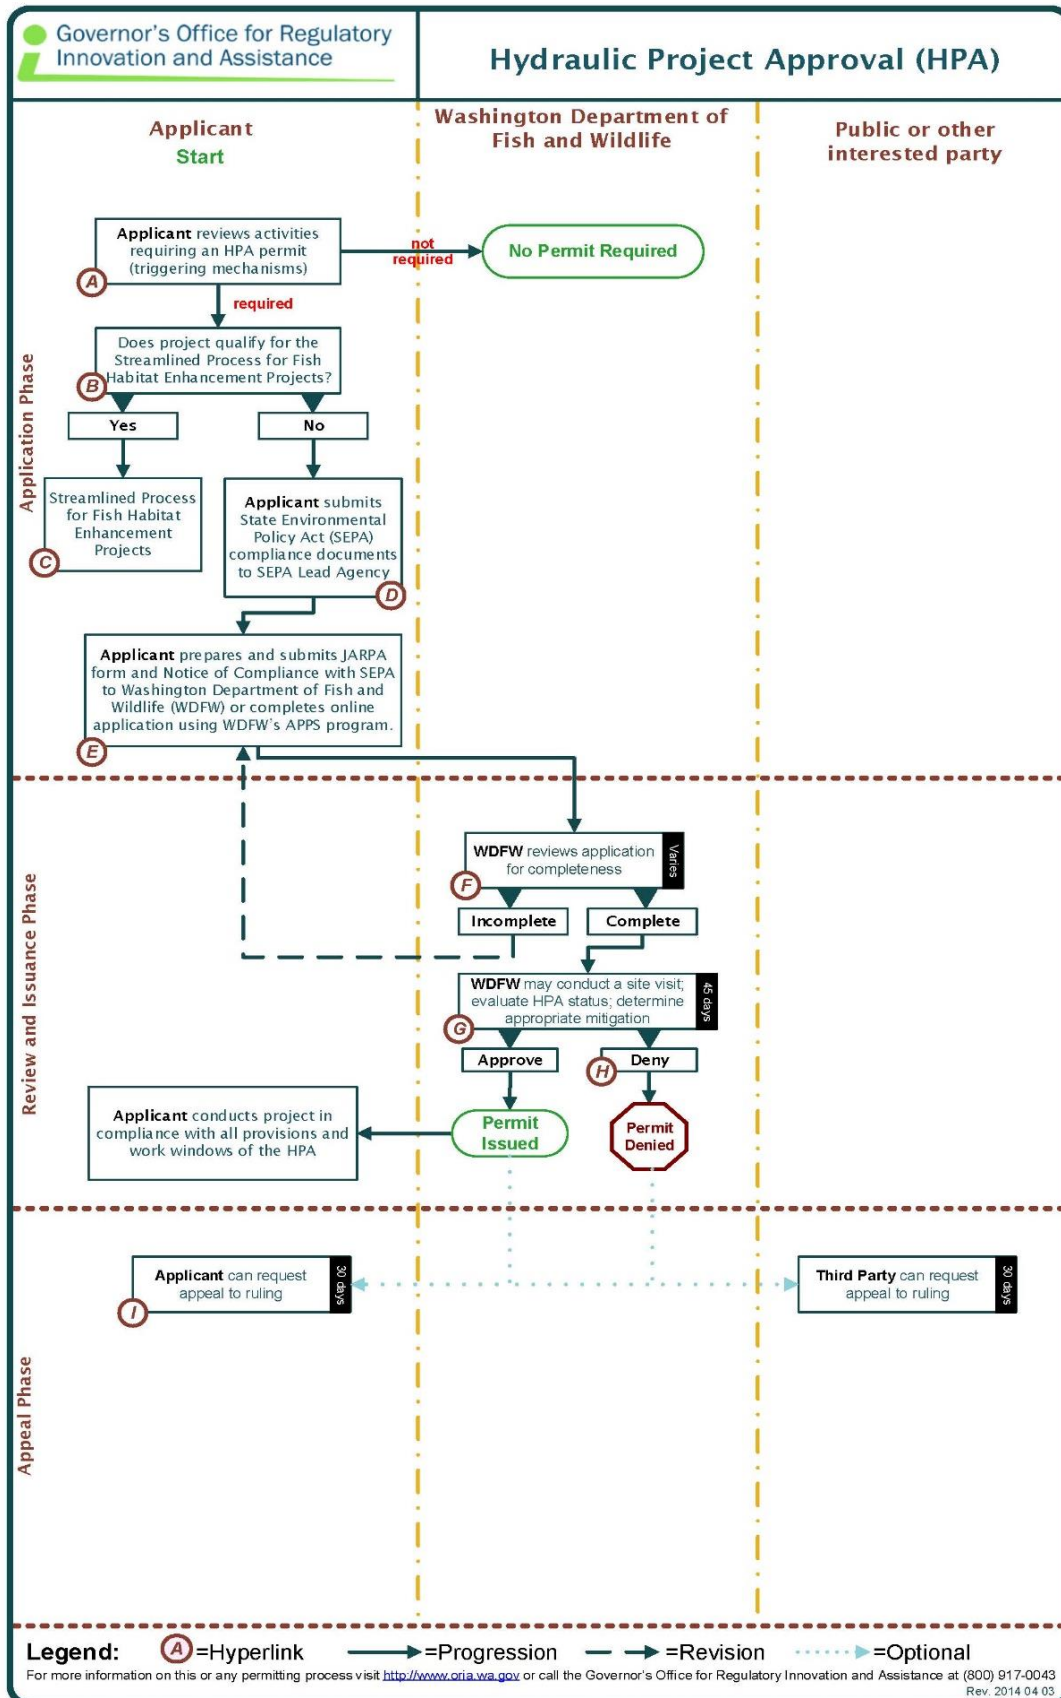 Governor's Office for Regulatory
Innovation and Assistance
Hydraulic Project Approval (HPA)
Applicant
Start
Washington Department of
Fish and Wildlife
Public or other
interested party
Application Phase
Applicant reviews activities
requiring an HPA permit
(triggering mechanisms)
A
not
required
No Permit Required
required
Does project qualify for the
Streamlined Process for Fish
Habitat Enhancement Projects?
B
Yes
No
Streamlined Process
for Fish Habitat
Enhancement
Projects
C
Applicant submits
State Environmental
Policy Act (SEPA)
compliance documents
to SEPA Lead Agency
D
Applicant prepares and submits JARPA
form and Notice of Compliance with SEPA
to Washington Department of Fish and
Wildlife (WDFW) or completes online
application using WDFW's APPS program.
E
Review and Issuance Phase
WDFW reviews application
for completeness
Varies
F
Incomplete
Complete
WDFW may conduct a site visit;
evaluate HPA status; determine
appropriate mitigation
45 days
G
Approve
H
Deny
Applicant conducts project in
compliance with all provisions and
work windows of the HPA
Permit
Issued
Permit
Denied
Appeal Phase
Applicant can request
appeal to ruling
30 days
I
Third Party can request
appeal to ruling
30 days
Legend: A =Hyperlink =Progression =Revision =Optional
For more information on this or any permitting process visit http://www.oria.wa.gov or call the Governor's Office for Regulatory Innovation and Assistance at (800) 917-0043
Rev. 2014 04 03